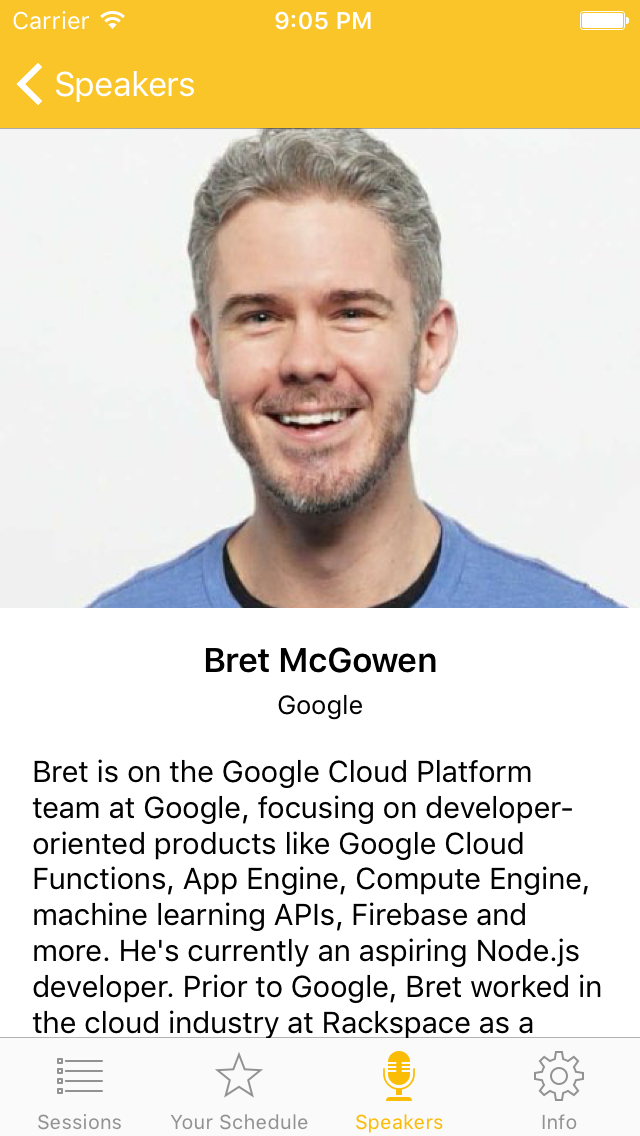 Carrier 9:05 PM
Speakers
Bret McGowen
Google
Bret is on the Google Cloud Platform
team at Google, focusing on developer-
oriented products like Google Cloud
Functions, App Engine, Compute Engine,
machine learning APIs, Firebase and
more. He's currently an aspiring Node.js
developer. Prior to Google, Bret worked in
the cloud industry at Rackspace as a
Sessions Your Schedule Speakers Info